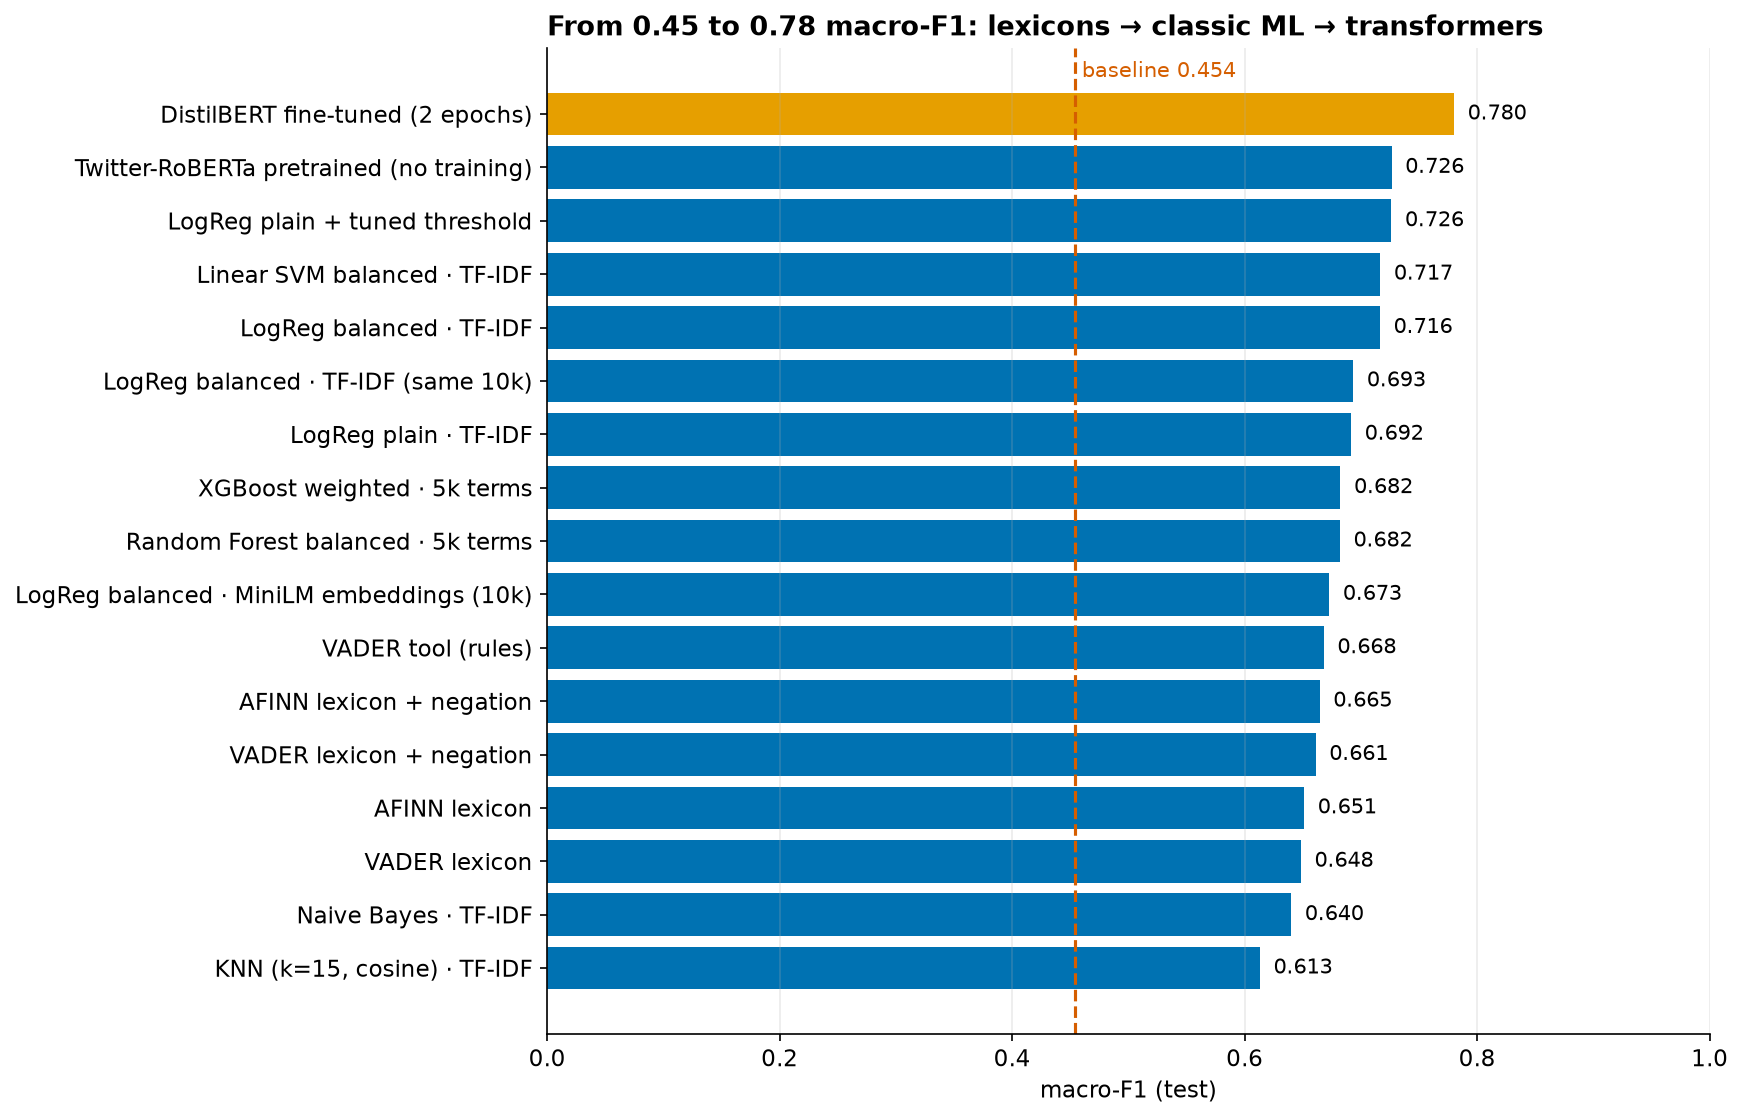 From 0.45 to 0.78 macro-F1: lexicons → classic ML → transformers
baseline 0.454
DistilBERT fine-tuned (2 epochs) 0.780
Twitter-RoBERTa pretrained (no training) 0.726
LogReg plain + tuned threshold 0.726
Linear SVM balanced · TF-IDF 0.717
LogReg balanced · TF-IDF 0.716
LogReg balanced · TF-IDF (same 10k) 0.693
LogReg plain · TF-IDF 0.692
XGBoost weighted · 5k terms 0.682
Random Forest balanced · 5k terms 0.682
LogReg balanced · MiniLM embeddings (10k) 0.673
VADER tool (rules) 0.668
AFINN lexicon + negation 0.665
VADER lexicon + negation 0.661
AFINN lexicon 0.651
VADER lexicon 0.648
Naive Bayes · TF-IDF 0.640
KNN (k=15, cosine) · TF-IDF 0.613
0.0 0.2 0.4 0.6 0.8 1.0
macro-F1 (test)